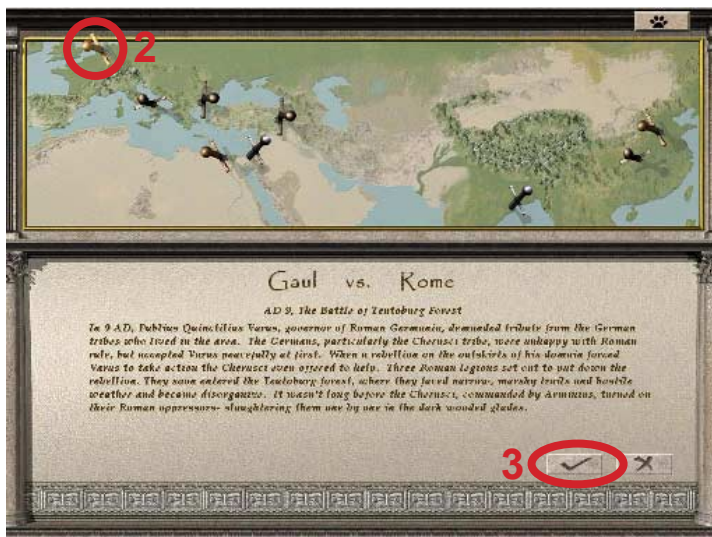 2
Gaul vs. Rome
AD 9, The Battle of Teutoburg Forest
In 9 AD, Publius Quinctilius Varus, governor of Roman Germania, demanded tribute from the German
tribes who lived in the area. The Germans, particularly the Cherusci tribe, were unhappy with Roman
rule, but accepted Varus peacefully at first. When a rebellion on the outskirts of his domain forced
Varus to take action the Cherusci even offered to help. Three Roman legions set out to put down the
rebellion. They soon entered the Teutoburg forest, where they faced narrow, marshy trails and hostile
weather and became disorganize. It wasn't long before the Cherusci, commanded by Arminius, turned on
their Roman oppressors- slaughtering them one by one in the dark wooded glades.
3